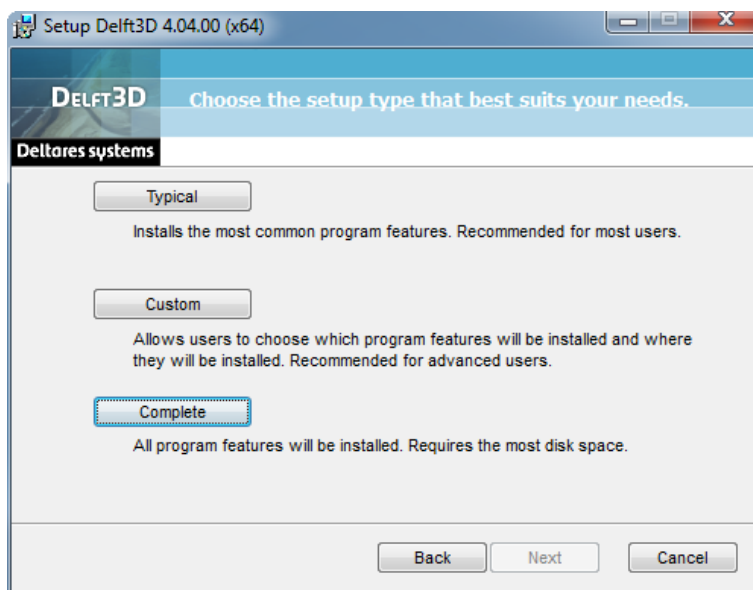 Setup Delft3D 4.04.00 (x64)
DELFT3D
Choose the setup type that best suits your needs.
Deltares systems
Typical
Installs the most common program features. Recommended for most users.
Custom
Allows users to choose which program features will be installed and where
they will be installed. Recommended for advanced users.
Complete
All program features will be installed. Requires the most disk space.
Back
Next
Cancel